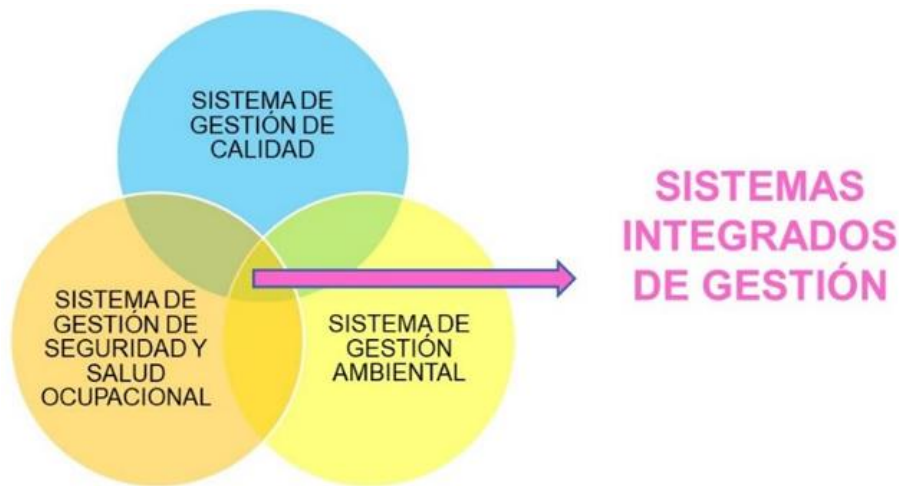 SISTEMA DE
GESTIÓN DE
CALIDAD
SISTEMA DE
GESTIÓN DE
SEGURIDAD Y
SALUD
OCUPACIONAL
SISTEMA DE
GESTIÓN
AMBIENTAL
SISTEMAS
INTEGRADOS
DE GESTIÓN